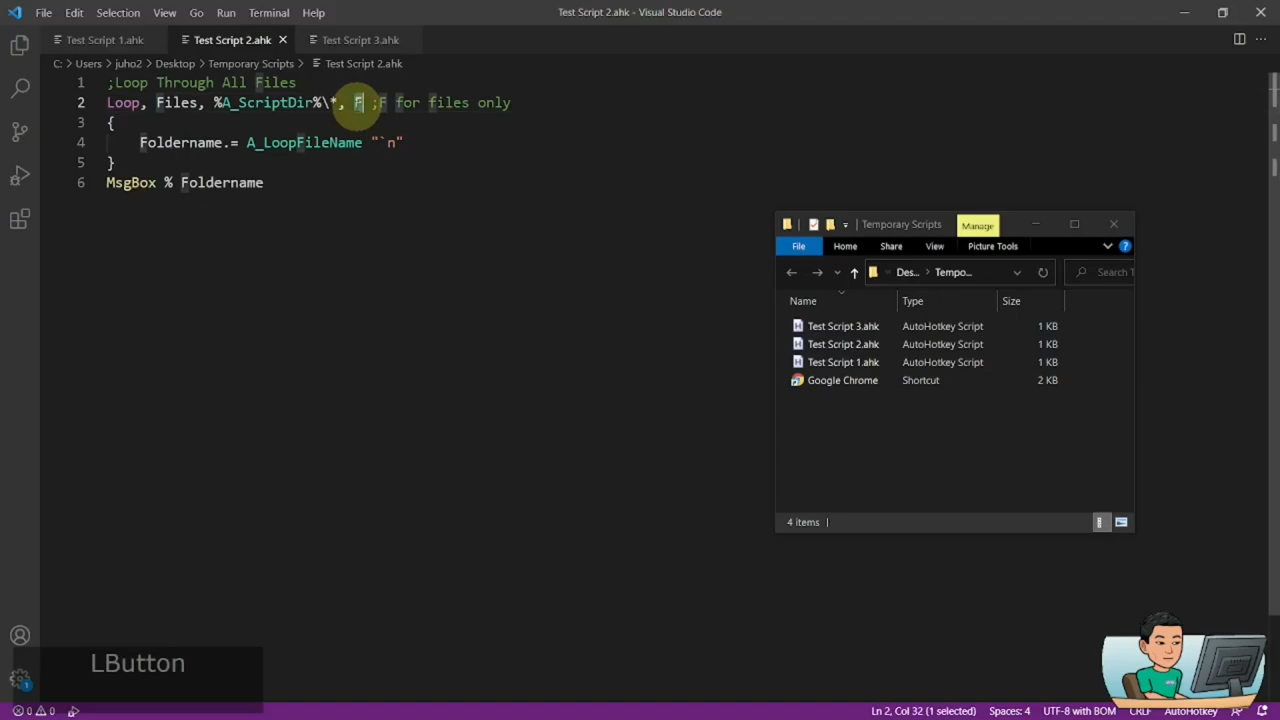 File Edit Selection View Go Run Terminal Help
Test Script 2.ahk - Visual Studio Code
Test Script 1.ahk
Test Script 2.ahk
Test Script 3.ahk
C: > Users > juho2 > Desktop > Temporary Scripts > Test Script 2.ahk
1 ;Loop Through All Files
2 Loop, Files, %A_ScriptDir%\*, F ;F for files only
3 {
4 Foldername.= A_LoopFileName "`n"
5 }
6 MsgBox % Foldername
Temporary Scripts
Manage
File Home Share View Picture Tools
Des... > Tempo...
Search
Name Type Size
Test Script 3.ahk AutoHotkey Script 1 KB
Test Script 2.ahk AutoHotkey Script 1 KB
Test Script 1.ahk AutoHotkey Script 1 KB
Google Chrome Shortcut 2 KB
4 items
LButton
1
0 0
Ln 2, Col 32 (1 selected) Spaces: 4 UTF-8 with BOM CRLF AutoHotkey